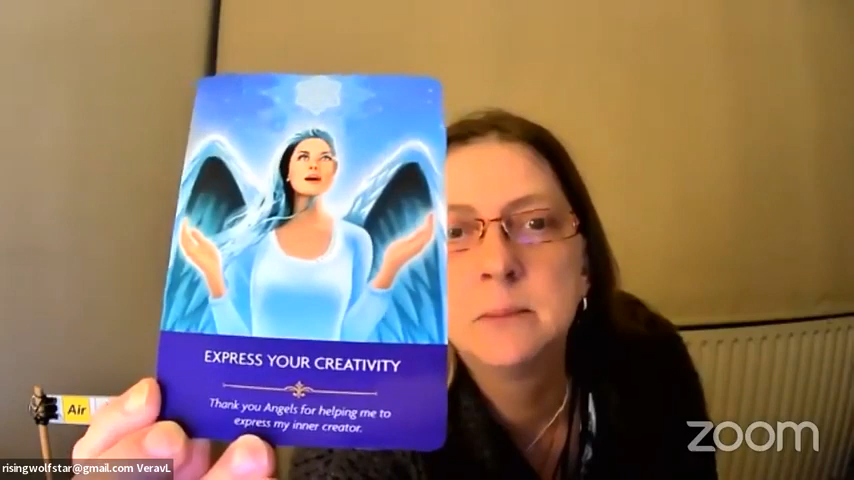 EXPRESS YOUR CREATIVITY
Thank you Angels for helping me to
express my inner creator.
Air
zoom
risingwolfstar@gmail.com VeravL